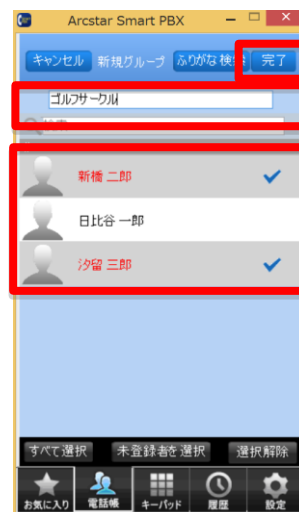 Arcstar Smart PBX
キャンセル 新規グループ ふりがな検索 完了
ゴルフサークル
検索
新橋 二郎
日比谷 一郎
汐留 三郎
すべて選択 未登録者を選択 選択解除
お気に入り 電話帳 キーパッド 履歴 設定